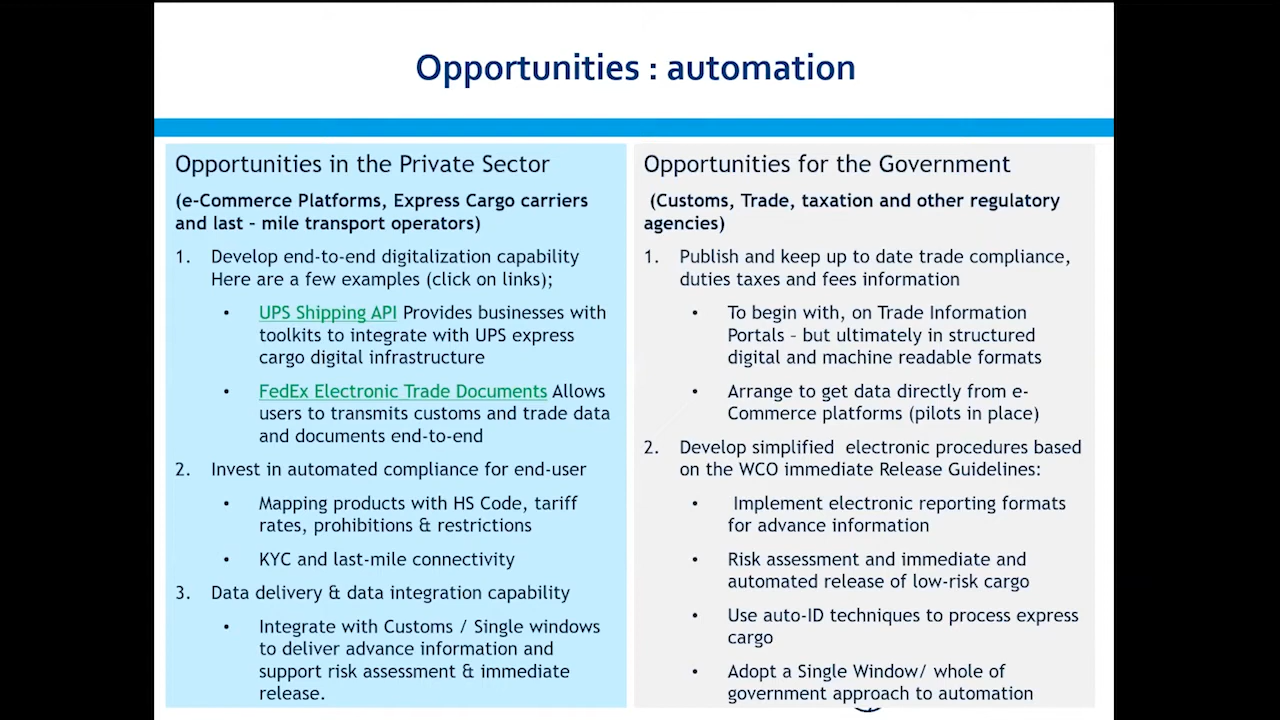 Opportunities : automation
Opportunities in the Private Sector
(e-Commerce Platforms, Express Cargo carriers
and last – mile transport operators)
1. Develop end-to-end digitalization capability
Here are a few examples (click on links);
• UPS Shipping API Provides businesses with
toolkits to integrate with UPS express
cargo digital infrastructure
• FedEx Electronic Trade Documents Allows
users to transmits customs and trade data
and documents end-to-end
2. Invest in automated compliance for end-user
• Mapping products with HS Code, tariff
rates, prohibitions & restrictions
• KYC and last-mile connectivity
3. Data delivery & data integration capability
• Integrate with Customs / Single windows
to deliver advance information and
support risk assessment & immediate
release.
Opportunities for the Government
(Customs, Trade, taxation and other regulatory
agencies)
1. Publish and keep up to date trade compliance,
duties taxes and fees information
• To begin with, on Trade Information
Portals – but ultimately in structured
digital and machine readable formats
• Arrange to get data directly from e-
Commerce platforms (pilots in place)
2. Develop simplified electronic procedures based
on the WCO immediate Release Guidelines:
• Implement electronic reporting formats
for advance information
• Risk assessment and immediate and
automated release of low-risk cargo
• Use auto-ID techniques to process express
cargo
• Adopt a Single Window/ whole of
government approach to automation